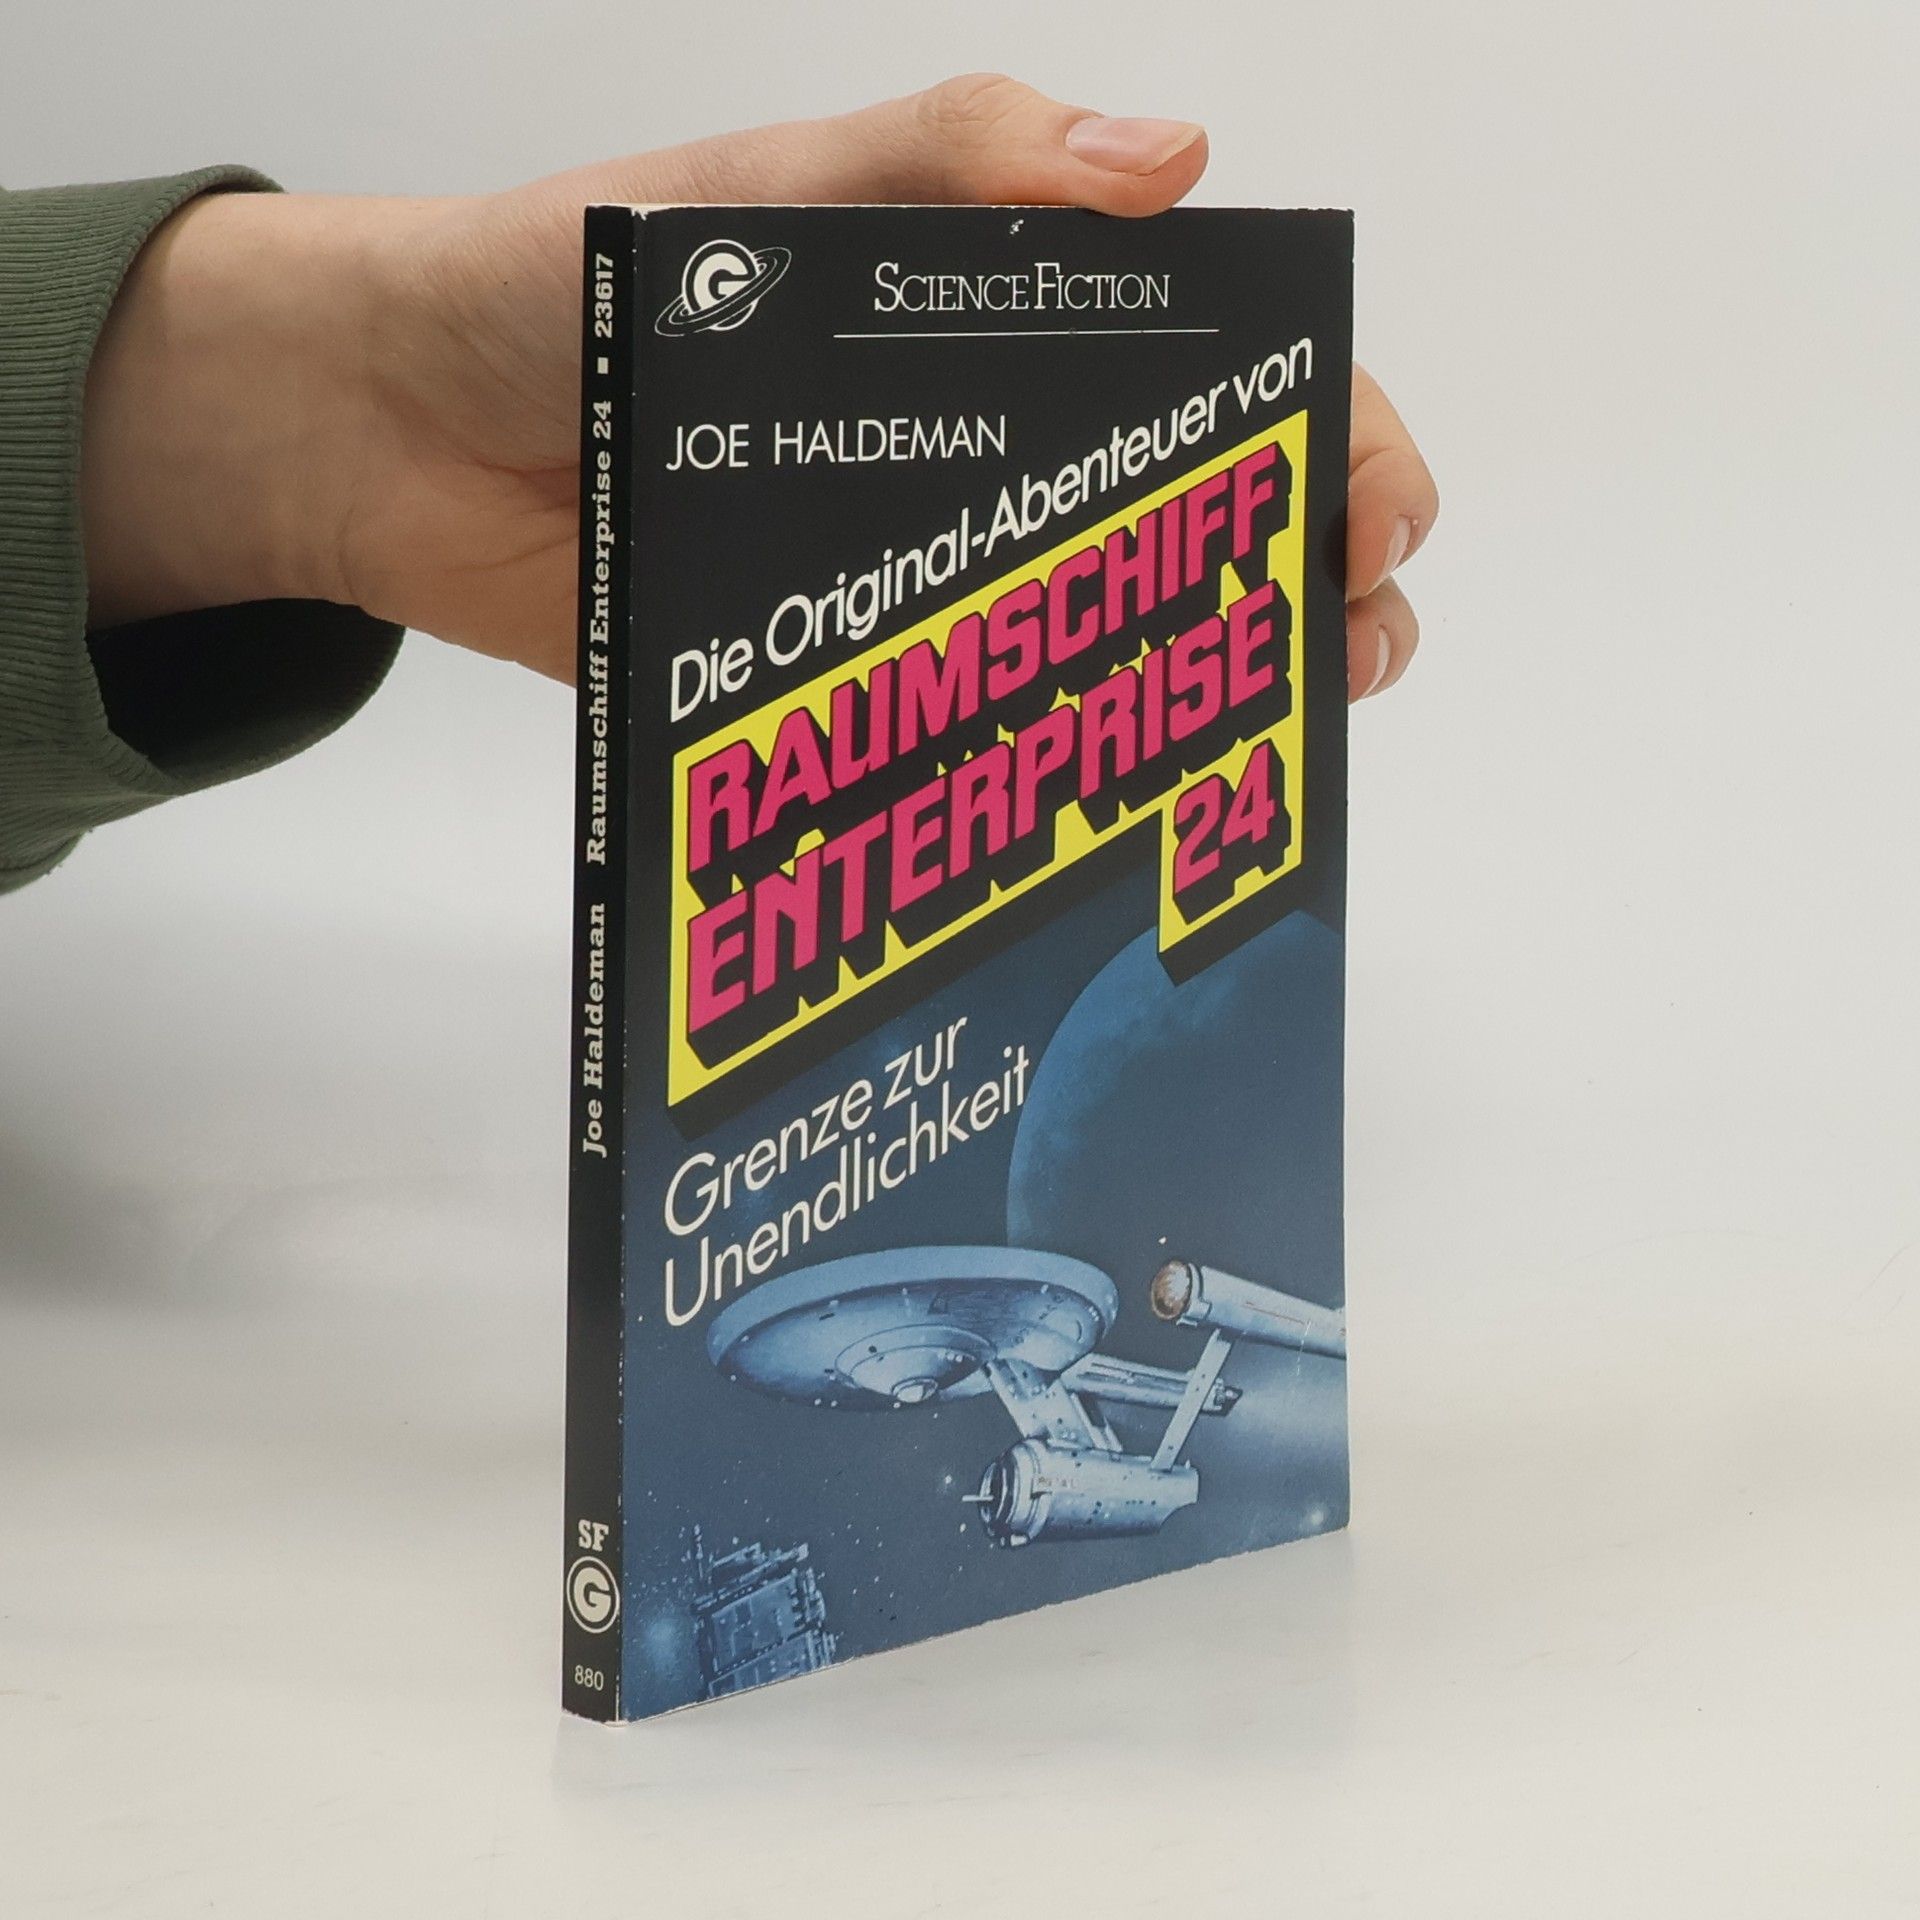 G
SCIENCE FICTION
JOE HALDEMAN
Die Original-Abenteuer von
RAUMSCHIFF
ENTERPRISE
24
Grenze zur
Unendlichkeit
Joe Haldeman Raumschiff Enterprise 24 ■ 23617
SF
G
880